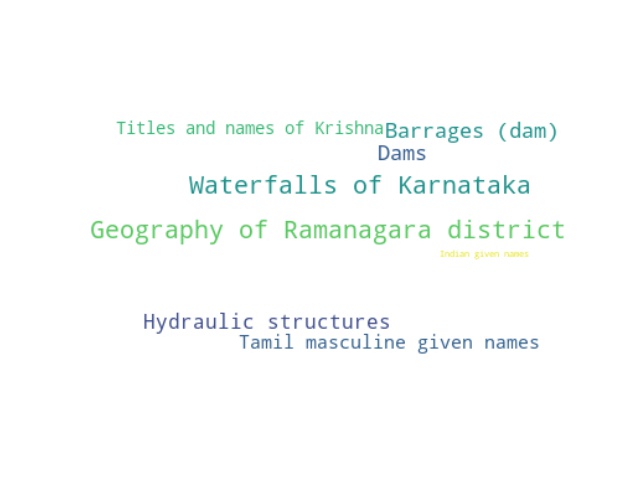 Titles and names of Krishna
Barrages (dam)
Dams
Waterfalls of Karnataka
Geography of Ramanagara district
Indian given names
Hydraulic structures
Tamil masculine given names